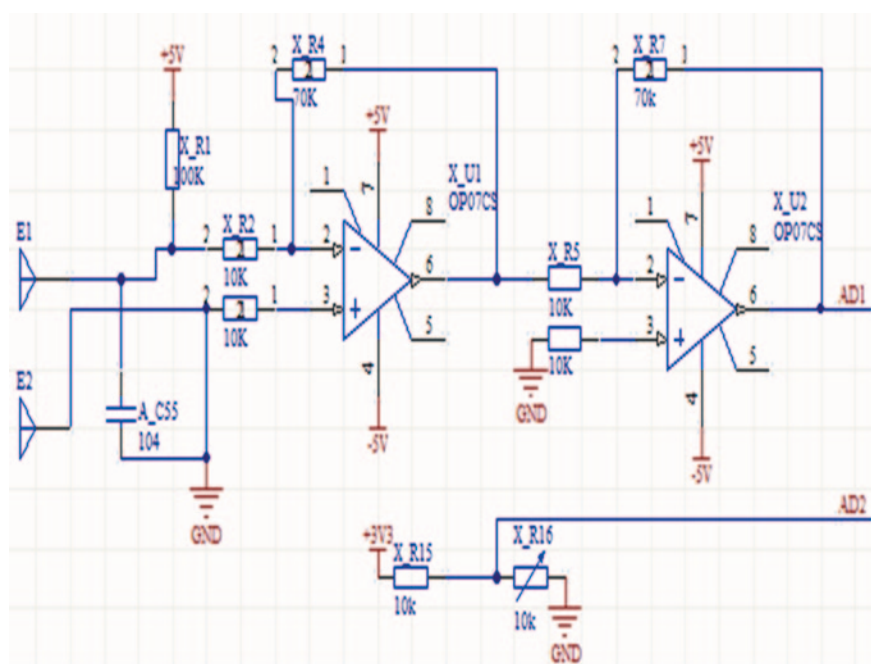 X_R4
2 1
70K
X_R7
2 1
70k
+5V
X_R1
100K
+5V
X_U1
OP07CS
+5V
X_U2
OP07CS
1 7 8
1 7 8
E1
X_R2
2 1 2
10K
6
X_R5
10K
2
6
AD1
2 1 3
10K
5
3
10K
5
GND
E2
4
-5V
4
-5V
A_C55
104
GND
AD2
+3V3
X_R15
10k
X_R16
10k
GND